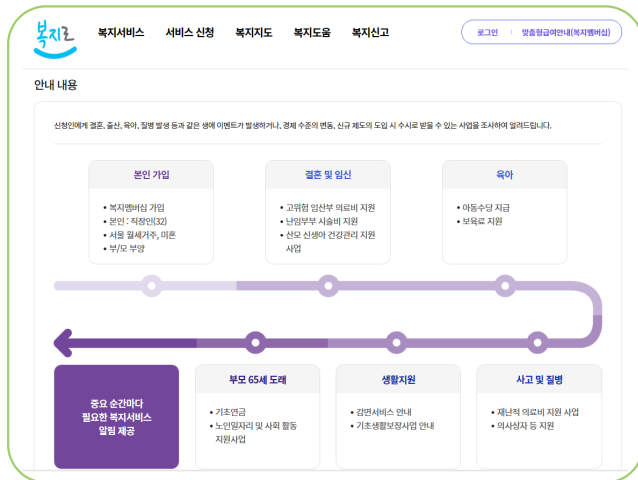 복지로
복지서비스 서비스 신청 복지지도 복지도움 복지신고
로그인 | 맞춤형급여안내(복지멤버십)
안내 내용
신청인에게 결혼, 출산, 육아, 질병 발생 등과 같은 생애 이벤트가 발생하거나, 경제 수준의 변동, 신규 제도의 도입 시 수시로 받을 수 있는 사업을 조사하여 알려드립니다.
본인 가입
• 복지멤버십 가입
• 본인 : 직장인(32)
• 서울 월세거주, 미혼
• 부/모 부양
결혼 및 임신
• 고위험 임산부 의료비 지원
• 난임부부 시술비 지원
• 산모 신생아 건강관리 지원
사업
육아
• 아동수당 지급
• 보육료 지원
중요 순간마다
필요한 복지서비스
알림 제공
부모 65세 도래
• 기초연금
• 노인일자리 및 사회 활동
지원사업
생활지원
• 감면서비스 안내
• 기초생활보장사업 안내
사고 및 질병
• 재난적 의료비 지원 사업
• 의사상자 등 지원